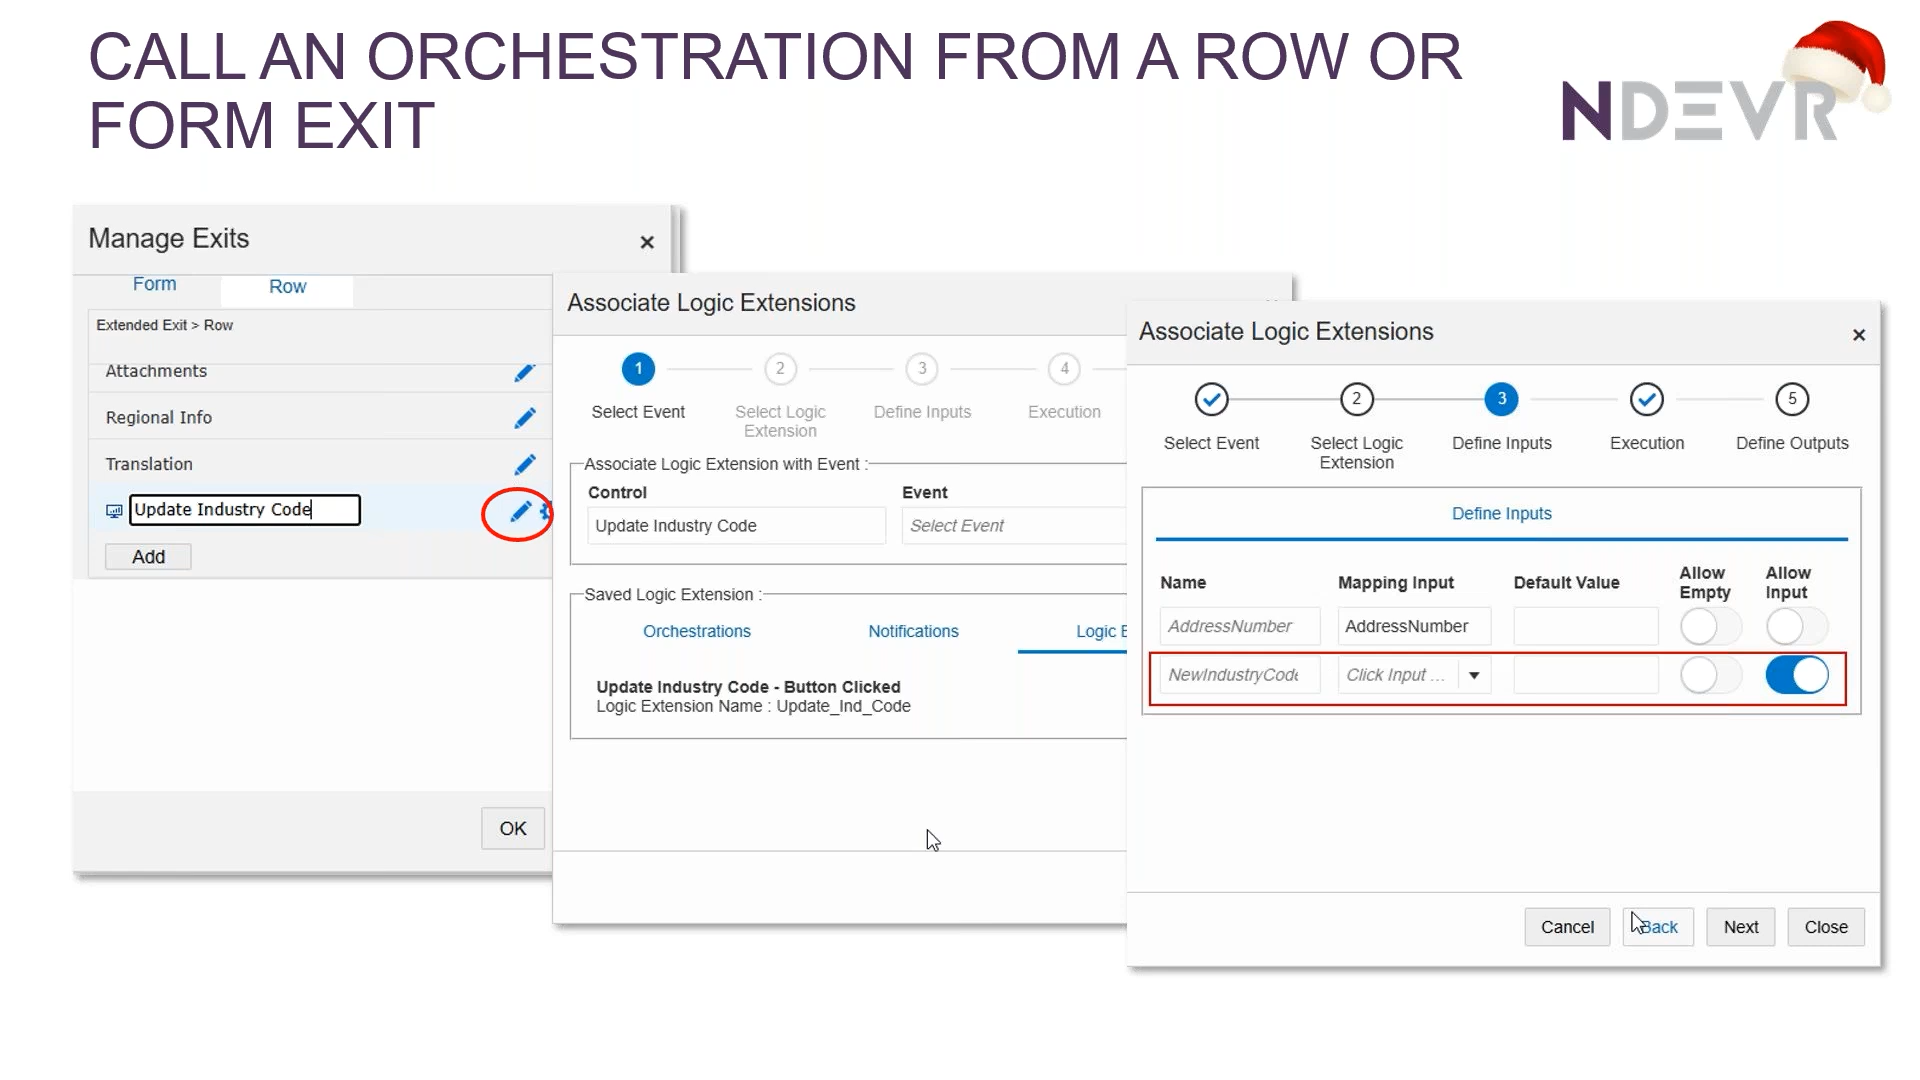 CALL AN ORCHESTRATION FROM A ROW OR
FORM EXIT
NDEVR
Manage Exits
Form
Row
Extended Exit > Row
Attachments
Regional Info
Translation
Update Industry Code
Add
OK
Associate Logic Extensions
1
2
3
4
Select Event
Select Logic
Extension
Define Inputs
Execution
Associate Logic Extension with Event :
Control
Event
Update Industry Code
Select Event
Saved Logic Extension :
Orchestrations
Notifications
Logic E
Update Industry Code - Button Clicked
Logic Extension Name : Update_Ind_Code
Associate Logic Extensions
2
3
5
Select Event
Select Logic
Extension
Define Inputs
Execution
Define Outputs
Define Inputs
Name
Mapping Input
Default Value
Allow
Empty
Allow
Input
AddressNumber
AddressNumber
NewIndustryCode
Click Input ...
Cancel
Back
Next
Close